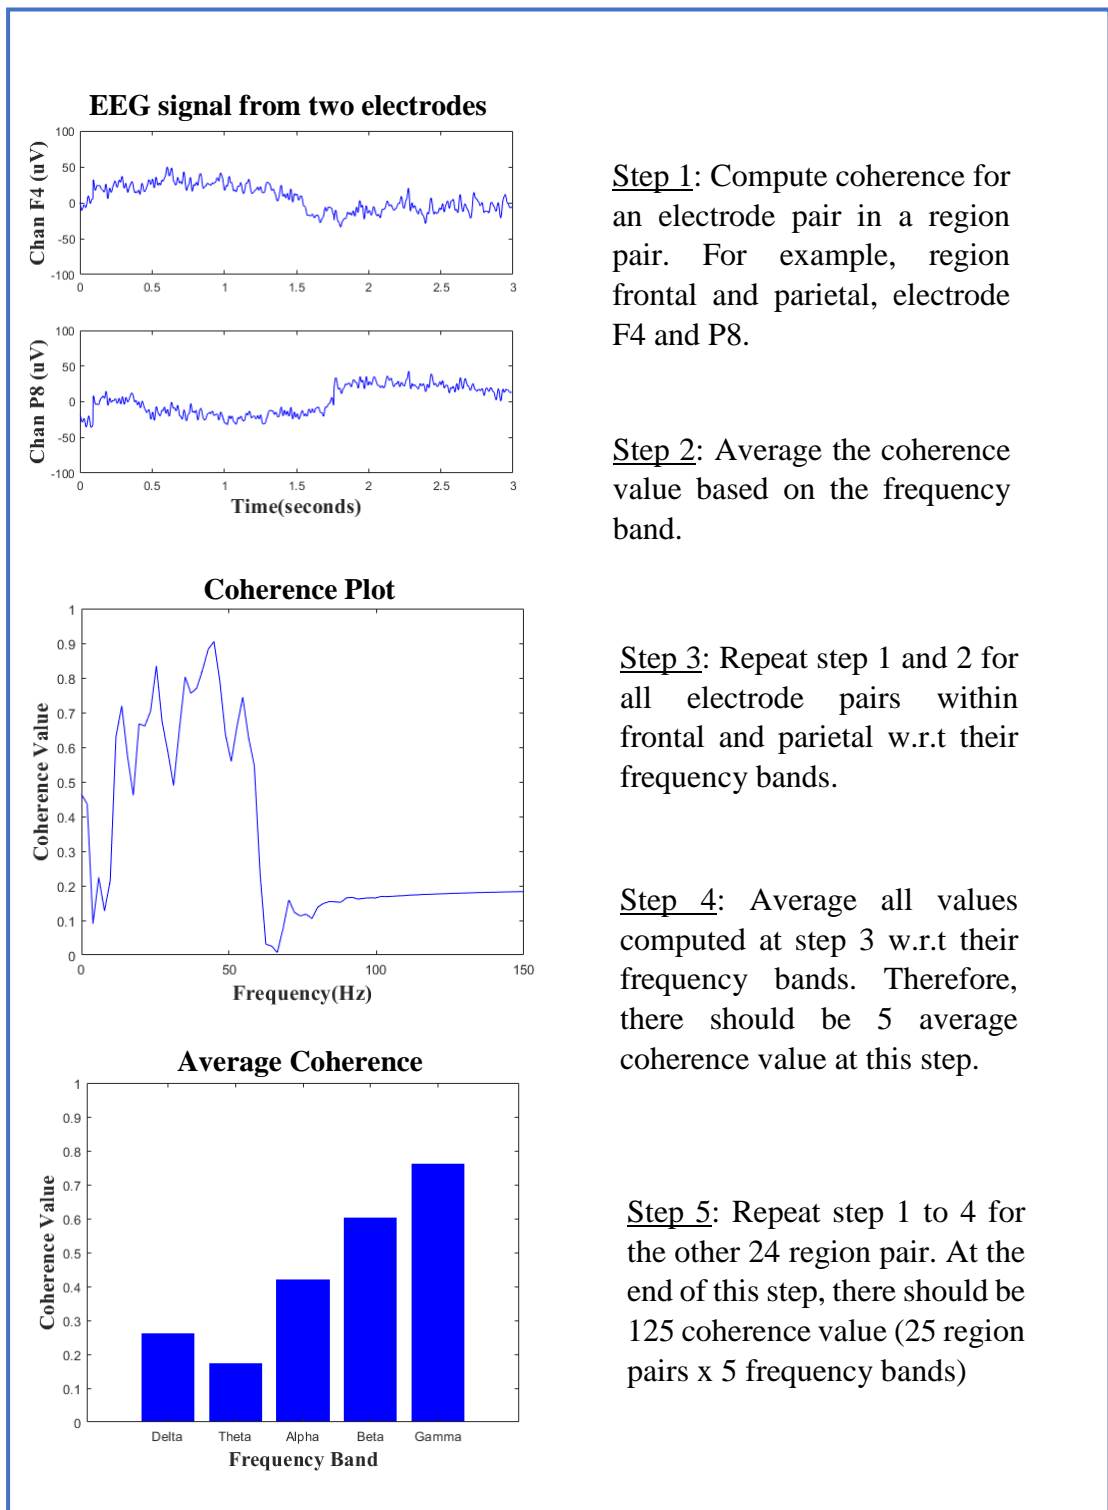 EEG signal from two electrodes
100
50
0
-50
-100
Chan F4 (uV)
0 0.5 1 1.5 2 2.5 3
100
50
0
-50
-100
Chan P8 (uV)
0 0.5 1 1.5 2 2.5 3
Time(seconds)
Coherence Plot
1
0.9
0.8
0.7
0.6
0.5
0.4
0.3
0.2
0.1
0
Coherence Value
0 50 100 150
Frequency(Hz)
Average Coherence
1
0.9
0.8
0.7
0.6
0.5
0.4
0.3
0.2
0.1
0
Coherence Value
Delta Theta Alpha Beta Gamma
Frequency Band
Step 1: Compute coherence for
an electrode pair in a region
pair. For example, region
frontal and parietal, electrode
F4 and P8.
Step 2: Average the coherence
value based on the frequency
band.
Step 3: Repeat step 1 and 2 for
all electrode pairs within
frontal and parietal w.r.t their
frequency bands.
Step 4: Average all values
computed at step 3 w.r.t their
frequency bands. Therefore,
there should be 5 average
coherence value at this step.
Step 5: Repeat step 1 to 4 for
the other 24 region pair. At the
end of this step, there should be
125 coherence value (25 region
pairs x 5 frequency bands)